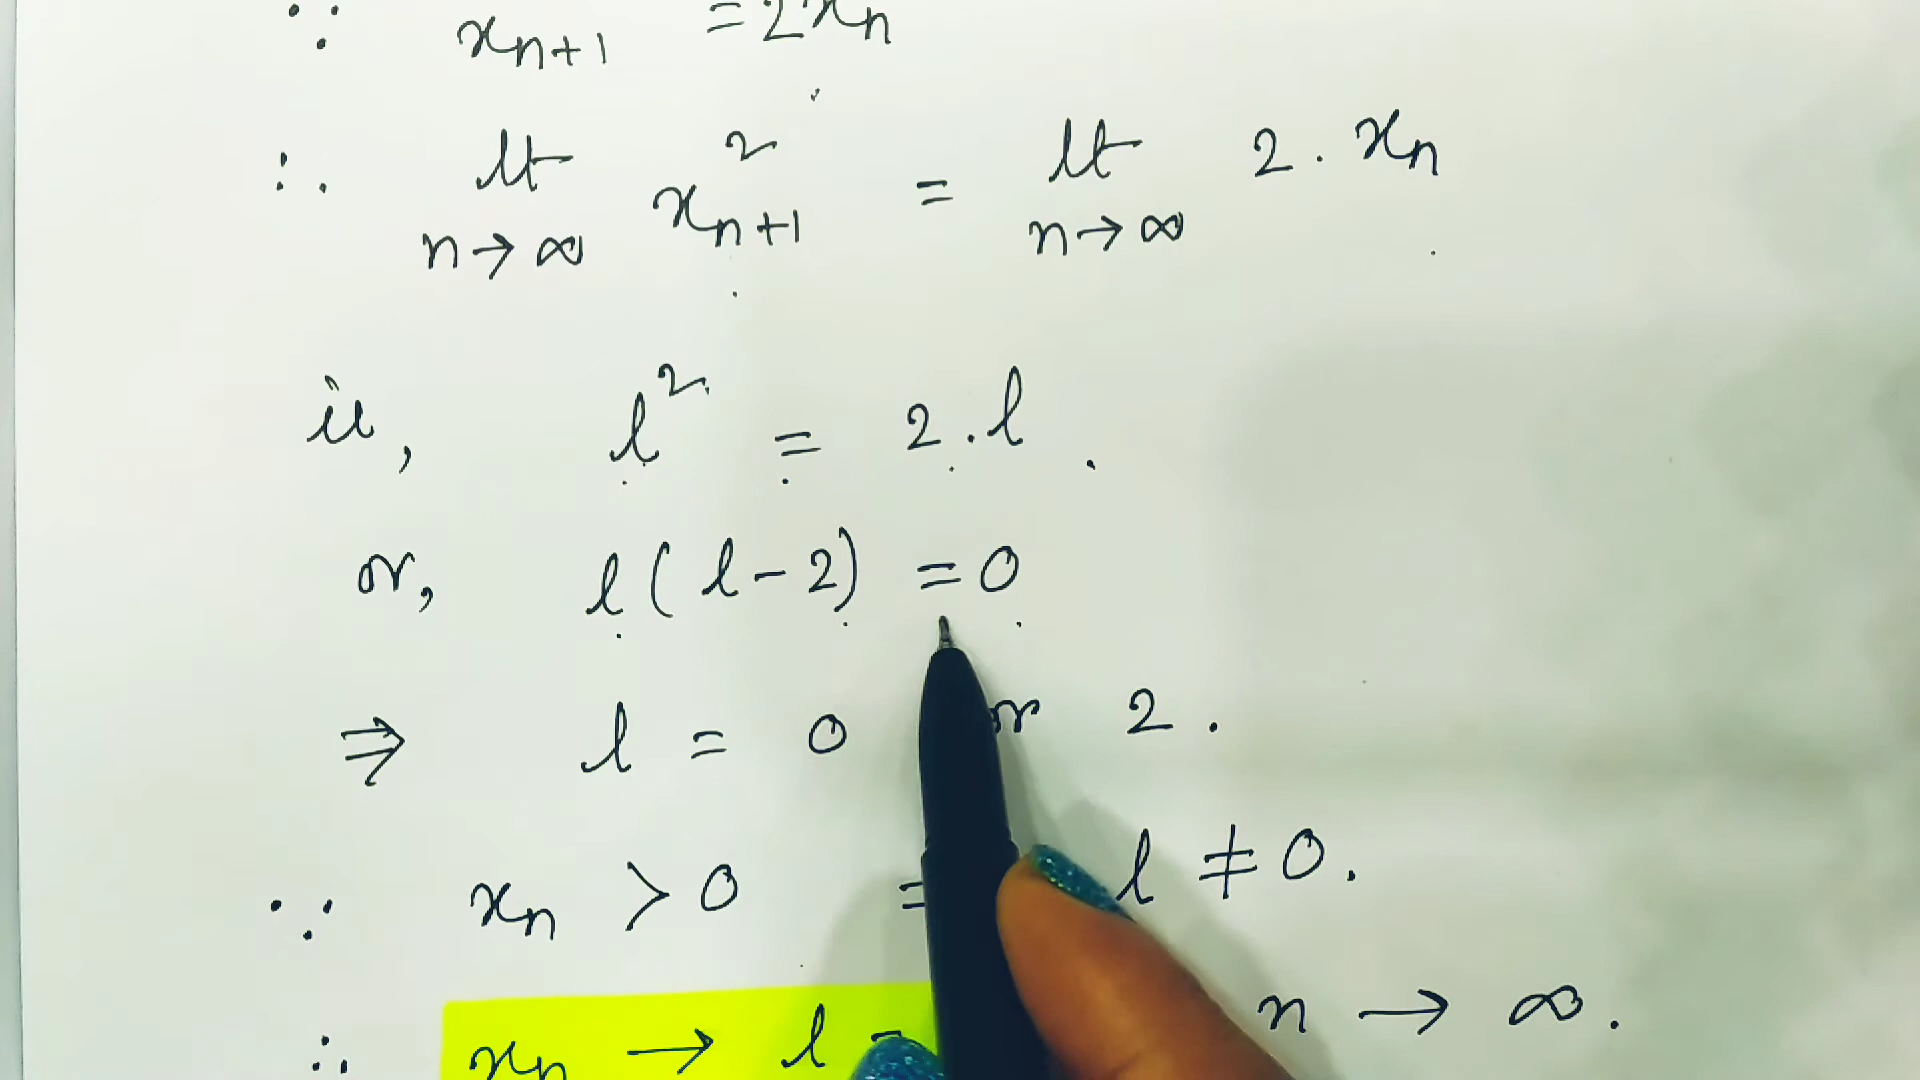 ∵ xₙ₊₁ = 2xₙ
∴ lt n→∞ x²ₙ₊₁ = lt n→∞ 2. xₙ
ie, l² = 2.l.
or, l(l-2) = 0
⇒ l = 0 or 2.
∵ xₙ > 0 l ≠ 0.
∴ xₙ → l n → ∞.